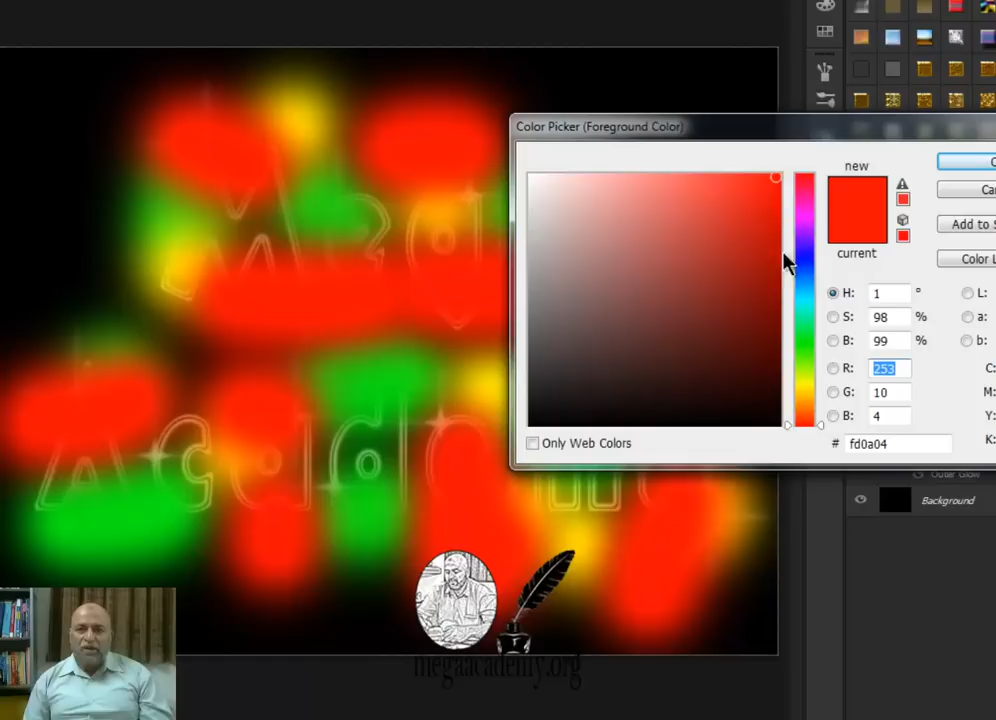 Color Picker (Foreground Color)
new
current
Add to S
H: 1 °
S: 98 %
B: 99 %
R: 253
G: 10
B: 4
L:
a:
b:
C:
M:
Y:
K:
Only Web Colors
# fd0a04
Outer Glow
Background
megaacademy.org